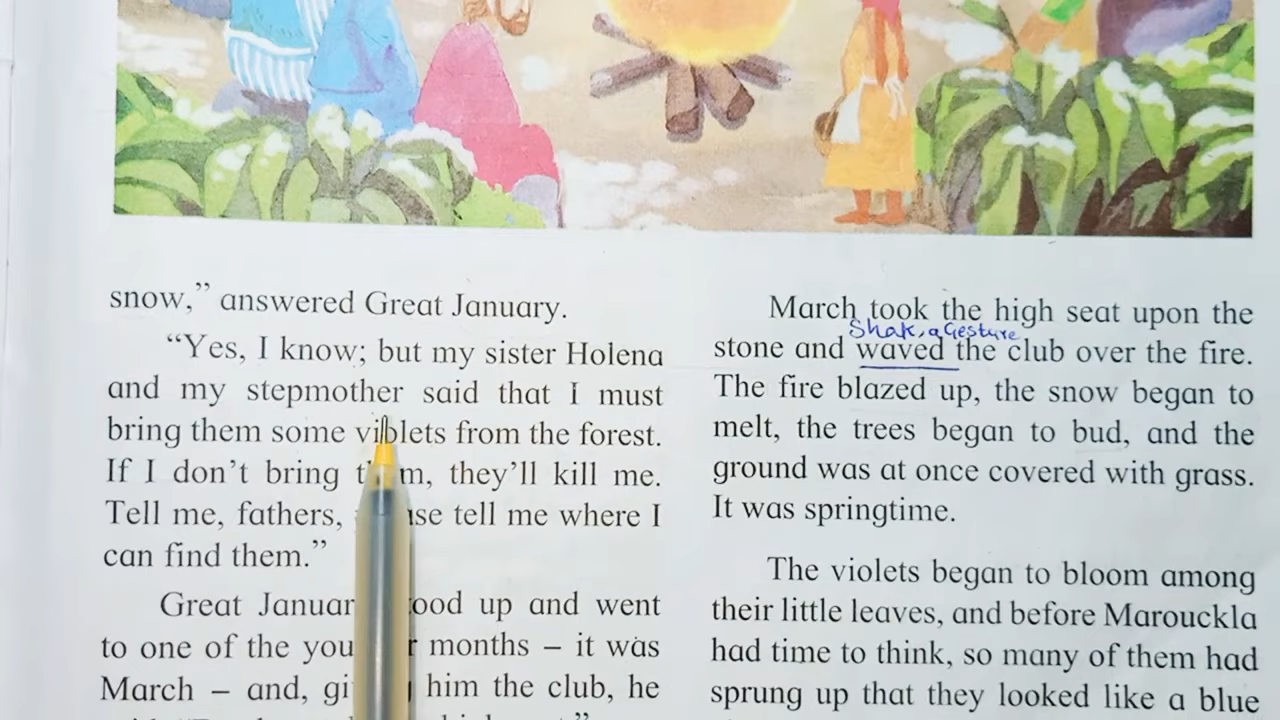 snow,” answered Great January.
“Yes, I know; but my sister Holena
and my stepmother said that I must
bring them some violets from the forest.
If I don’t bring them, they’ll kill me.
Tell me, fathers, please tell me where I
can find them.”
Great January stood up and went
to one of the younger months – it was
March – and, giving him the club, he
March took the high seat upon the
Shak, a Gesture
stone and waved the club over the fire.
The fire blazed up, the snow began to
melt, the trees began to bud, and the
ground was at once covered with grass.
It was springtime.
The violets began to bloom among
their little leaves, and before Marouckla
had time to think, so many of them had
sprung up that they looked like a blue